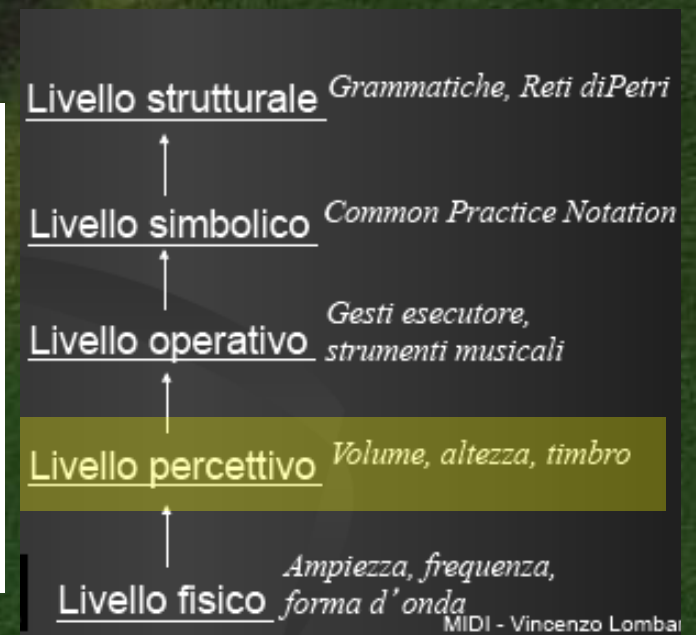 Livello strutturale Grammatiche, Reti diPetri
Livello simbolico Common Practice Notation
Gesti esecutore,
Livello operativo strumenti musicali
Livello percettivo Volume, altezza, timbro
Ampiezza, frequenza,
Livello fisico forma d'onda
MIDI - Vincenzo